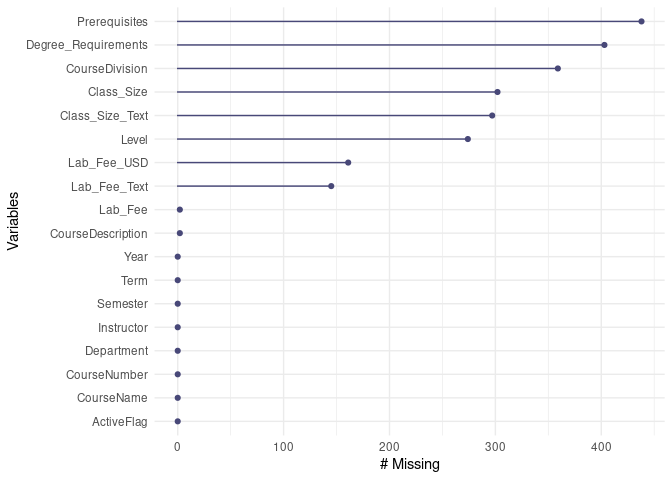 Prerequisites
Degree_Requirements
CourseDivision
Class_Size
Class_Size_Text
Level
Lab_Fee_USD
Lab_Fee_Text
Lab_Fee
CourseDescription
Year
Term
Semester
Instructor
Department
CourseNumber
CourseName
ActiveFlag
Variables
0 100 200 300 400
# Missing